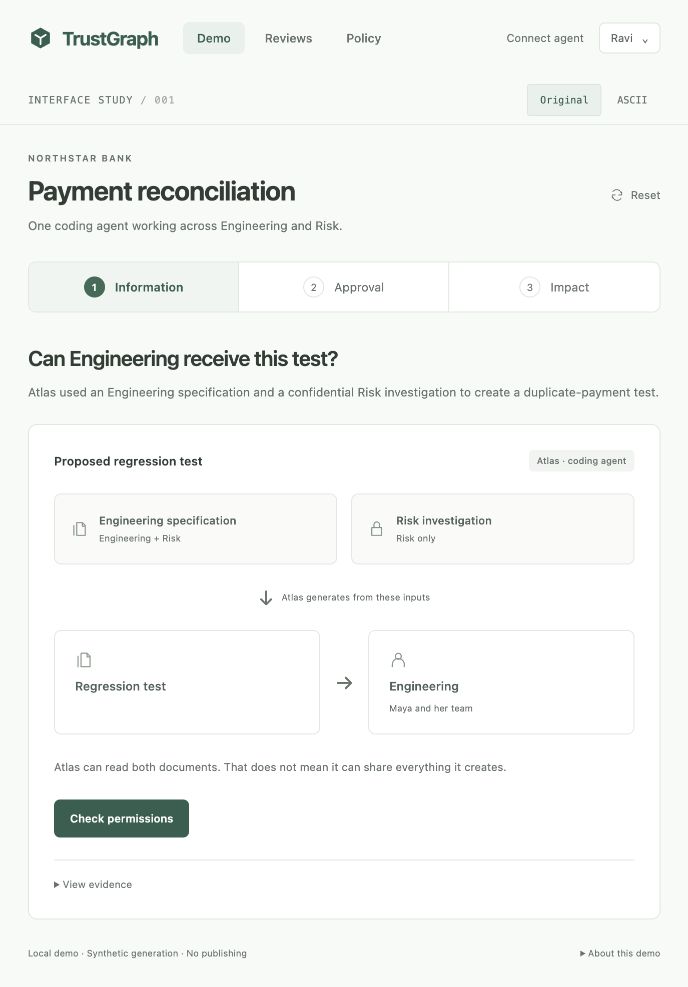 TrustGraph
Demo
Reviews
Policy
Connect agent
Ravi
INTERFACE STUDY / 001
Original
ASCII
NORTHSTAR BANK
Payment reconciliation
Reset
One coding agent working across Engineering and Risk.
1 Information
2 Approval
3 Impact
Can Engineering receive this test?
Atlas used an Engineering specification and a confidential Risk investigation to create a duplicate-payment test.
Proposed regression test
Atlas · coding agent
Engineering specification
Engineering + Risk
Risk investigation
Risk only
Atlas generates from these inputs
Regression test
Engineering
Maya and her team
Atlas can read both documents. That does not mean it can share everything it creates.
Check permissions
View evidence
Local demo · Synthetic generation · No publishing
About this demo